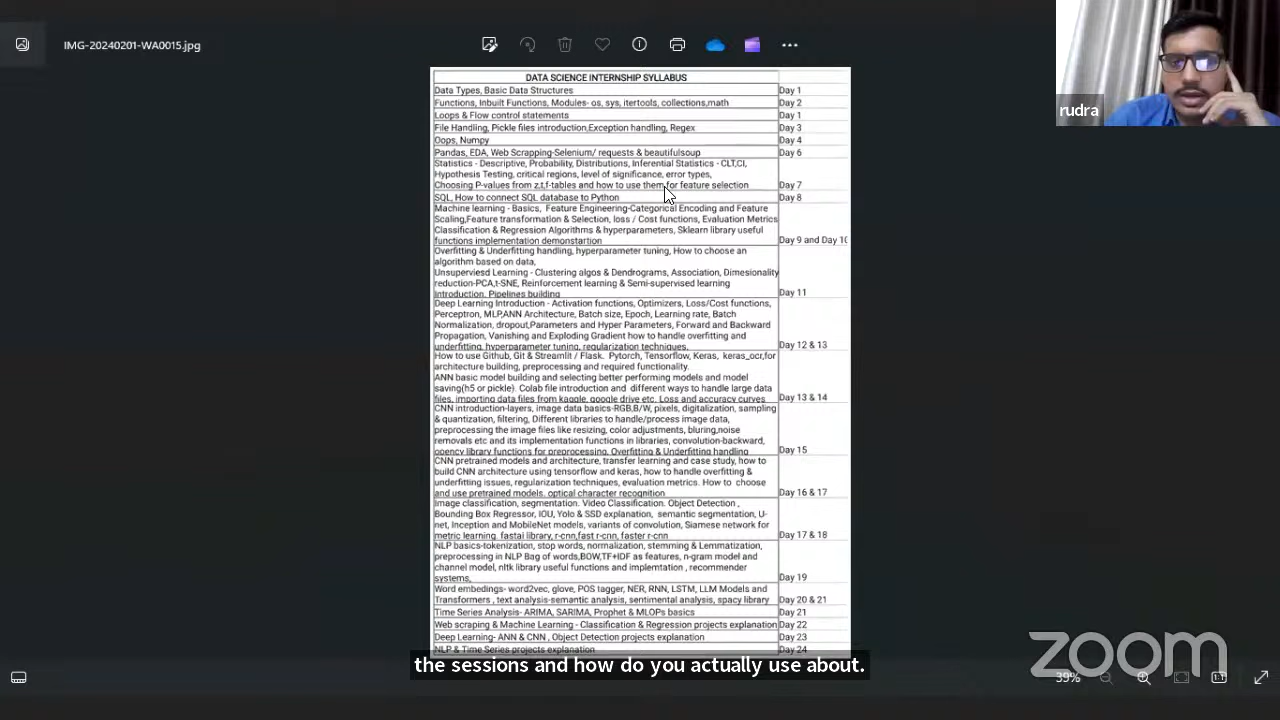 IMG-20240201-WA0015.jpg
rudra
DATA SCIENCE INTERNSHIP SYLLABUS
Data Types, Basic Data Structures Day 1
Functions, Inbuilt Functions, Modules- os, sys, itertools, collections,math Day 2
Loops & Flow control statements Day 1
File Handling, Pickle files introduction,Exception handling, Regex Day 3
Oops, Numpy Day 4
Pandas, EDA, Web Scrapping-Selenium/ requests & beautifulsoup Day 6
Statistics - Descriptive, Probability, Distributions, Inferential Statistics - CLT,CI,
Hypothesis Testing, critical regions, level of significance, error types,
Choosing P-values from z,t,f-tables and how to use them for feature selection Day 7
SQL, How to connect SQL database to Python Day 8
Machine learning - Basics, Feature Engineering-Categorical Encoding and Feature
Scaling,Feature transformation & Selection, loss / Cost functions, Evaluation Metrics
Classification & Regression Algorithms & hyperparameters, Sklearn library useful
functions implementation demonstartion Day 9 and Day 10
Overfitting & Underfitting handling, hyperparameter tuning, How to choose an
algorithm based on data,
Unsuperviesd Learning - Clustering algos & Dendrograms, Association, Dimesionality
reduction-PCA,t-SNE, Reinforcement learning & Semi-supervised learning
introduction, Pipelines building Day 11
Deep Learning Introduction - Activation functions, Optimizers, Loss/Cost functions,
Perceptron, MLP,ANN Architecture, Batch size, Epoch, Learning rate, Batch
Normalization, dropout,Parameters and Hyper Parameters, Forward and Backward
Propagation, Vanishing and Exploding Gradient how to handle overfitting and
underfitting, hyperparameter tuning, regularization techniques, Day 12 & 13
How to use Github, Git & Streamlit / Flask. Pytorch, Tensorflow, Keras, keras_ocr,for
architecture building, preprocessing and required functionality.
ANN basic model building and selecting better performing models and model
saving(h5 or pickle). Colab file introduction and different ways to handle large data
files, importing data files from kaggle, google drive etc. Loss and accuracy curves Day 13 & 14
CNN introduction-layers, image data basics-RGB,B/W, pixels, digitalization, sampling
& quantization, filtering, Different libraries to handle/process image data,
preprocessing the image files like resizing, color adjustments, bluring,noise
removals etc and its implementation functions in libraries, convolution-backward,
opencv library functions for preprocessing, Overfitting & Underfitting handling Day 15
CNN pretrained models and architecture, transfer learning and case study, how to
build CNN architecture using tensorflow and keras, how to handle overfitting &
underfitting issues, regularization techniques, evaluation metrics. How to choose
and use pretrained models, optical character recognition Day 16 & 17
Image classification, segmentation. Video Classification. Object Detection ,
Bounding Box Regressor, IOU, Yolo & SSD explanation, semantic segmentation, U-
net, Inception and MobileNet models, variants of convolution, Siamese network for
metric learning, fastai library, r-cnn,fast r-cnn, faster r-cnn Day 17 & 18
NLP basics-tokenization, stop words, normalization, stemming & Lemmatization,
preprocessing in NLP Bag of words,BOW,TF+IDF as features, n-gram model and
channel model, nltk library useful functions and implemtation , recommender
systems, Day 19
Word embedings- word2vec, glove, POS tagger, NER, RNN, LSTM, LLM Models and
Transformers , text analysis-semantic analysis, sentimental analysis, spacy library Day 20 & 21
Time Series Analysis- ARIMA, SARIMA, Prophet & MLOPs basics Day 21
Web scraping & Machine Learning - Classification & Regression projects explanation Day 22
Deep Learning- ANN & CNN , Object Detection projects explanation Day 23
NLP & Time Series projects explanation Day 24
the sessions and how do you actually use about.
zoom
39%
1:1